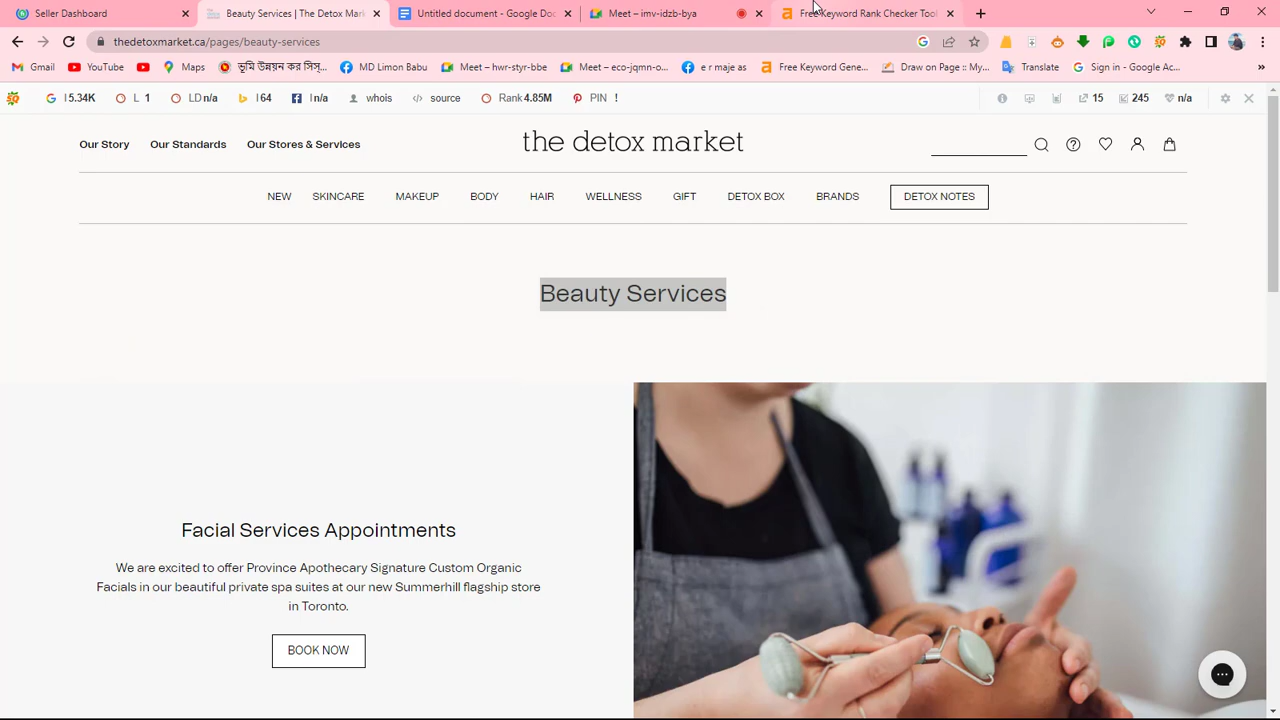 Seller Dashboard
Beauty Services | The Detox Mark
Untitled document - Google Doc
Meet – imv-idzb-bya
Free Keyword Rank Checker Tool
thedetoxmarket.ca/pages/beauty-services
Gmail YouTube Maps ভূমি উন্নয়ন কর সিস্... MD Limon Babu Meet – hwr-styr-bbe Meet – eco-jqmn-o... e r maje as Free Keyword Gene... Draw on Page :: My... Translate Sign in - Google Ac... »
SQ I 5.34K L 1 LD n/a I 64 I n/a whois source Rank 4.85M PIN ! 15 245 n/a
Our Story Our Standards Our Stores & Services
the detox market
NEW SKINCARE MAKEUP BODY HAIR WELLNESS GIFT DETOX BOX BRANDS DETOX NOTES
Beauty Services
Facial Services Appointments
We are excited to offer Province Apothecary Signature Custom Organic
Facials in our beautiful private spa suites at our new Summerhill flagship store
in Toronto.
BOOK NOW